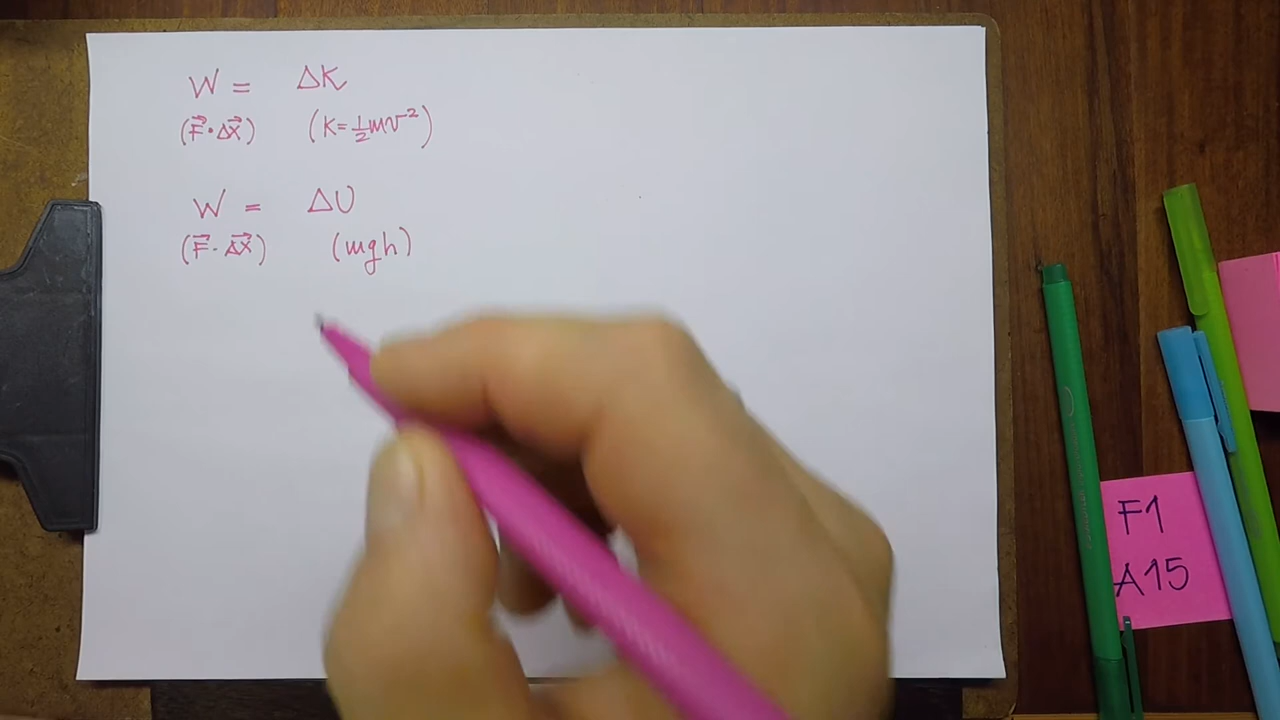 W = ΔK
(F⃗·Δx⃗) (K=½mv²)
W = ΔU
(F⃗·Δx⃗) (mgh)
F1
A15